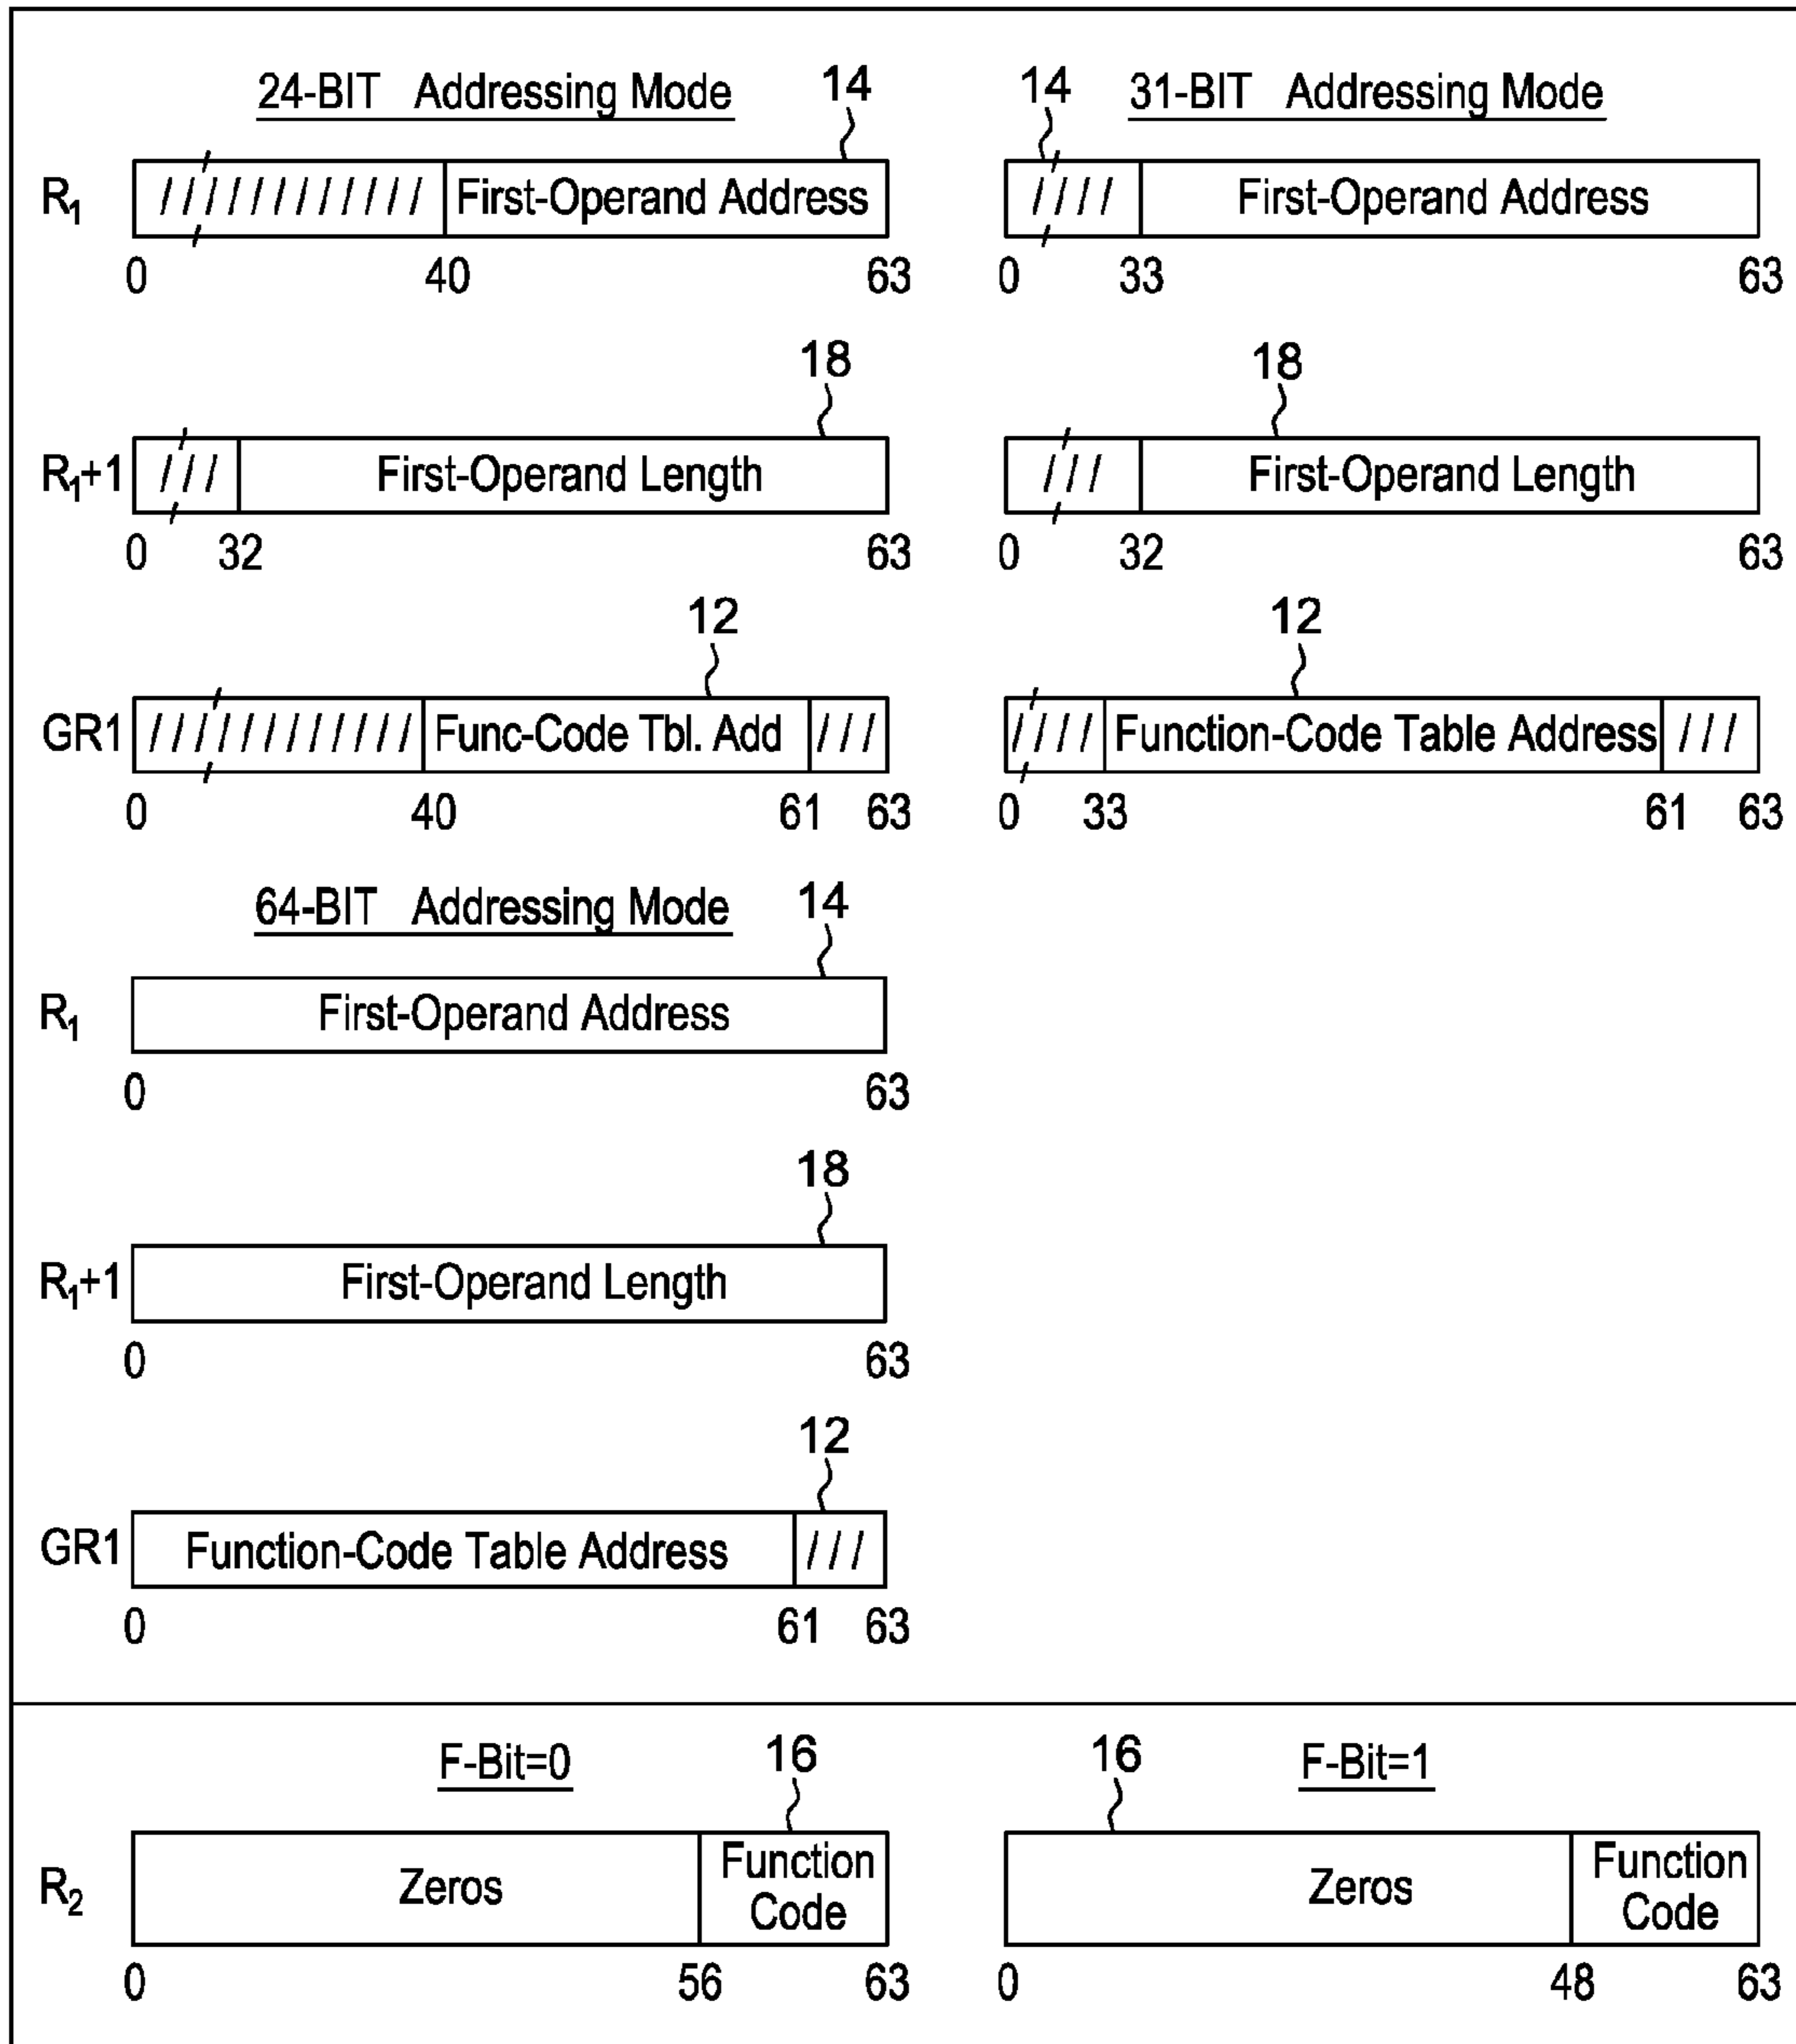 24-BIT Addressing Mode 14 14 31-BIT Addressing Mode
R1 / / / / / / / / / / / / First-Operand Address / / / / First-Operand Address
0 40 63 0 33 63
18 18
R1+1 / / / First-Operand Length / / / First-Operand Length
0 32 63 0 32 63
12 12
GR1 / / / / / / / / / / / / Func-Code Tbl. Add / / / / / / / Function-Code Table Address / / /
0 40 61 63 0 33 61 63
64-BIT Addressing Mode 14
R1 First-Operand Address
0 63
18
R1+1 First-Operand Length
0 63
12
GR1 Function-Code Table Address / / /
0 61 63
F-Bit=0 16 16 F-Bit=1
R2 Zeros Function Code Zeros Function Code
0 56 63 0 48 63